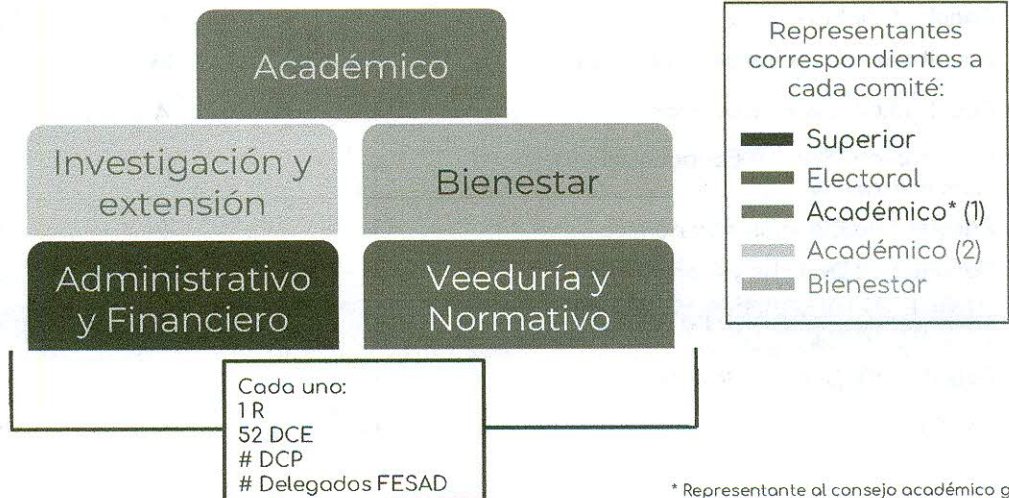 Académico
Investigación y
extensión
Bienestar
Administrativo
y Financiero
Veeduría y
Normativo
Cada uno:
1 R
52 DCE
# DCP
# Delegados FESAD
Representantes
correspondientes a
cada comité:
Superior
Electoral
Académico* (1)
Académico (2)
Bienestar
* Representante al consejo académico g